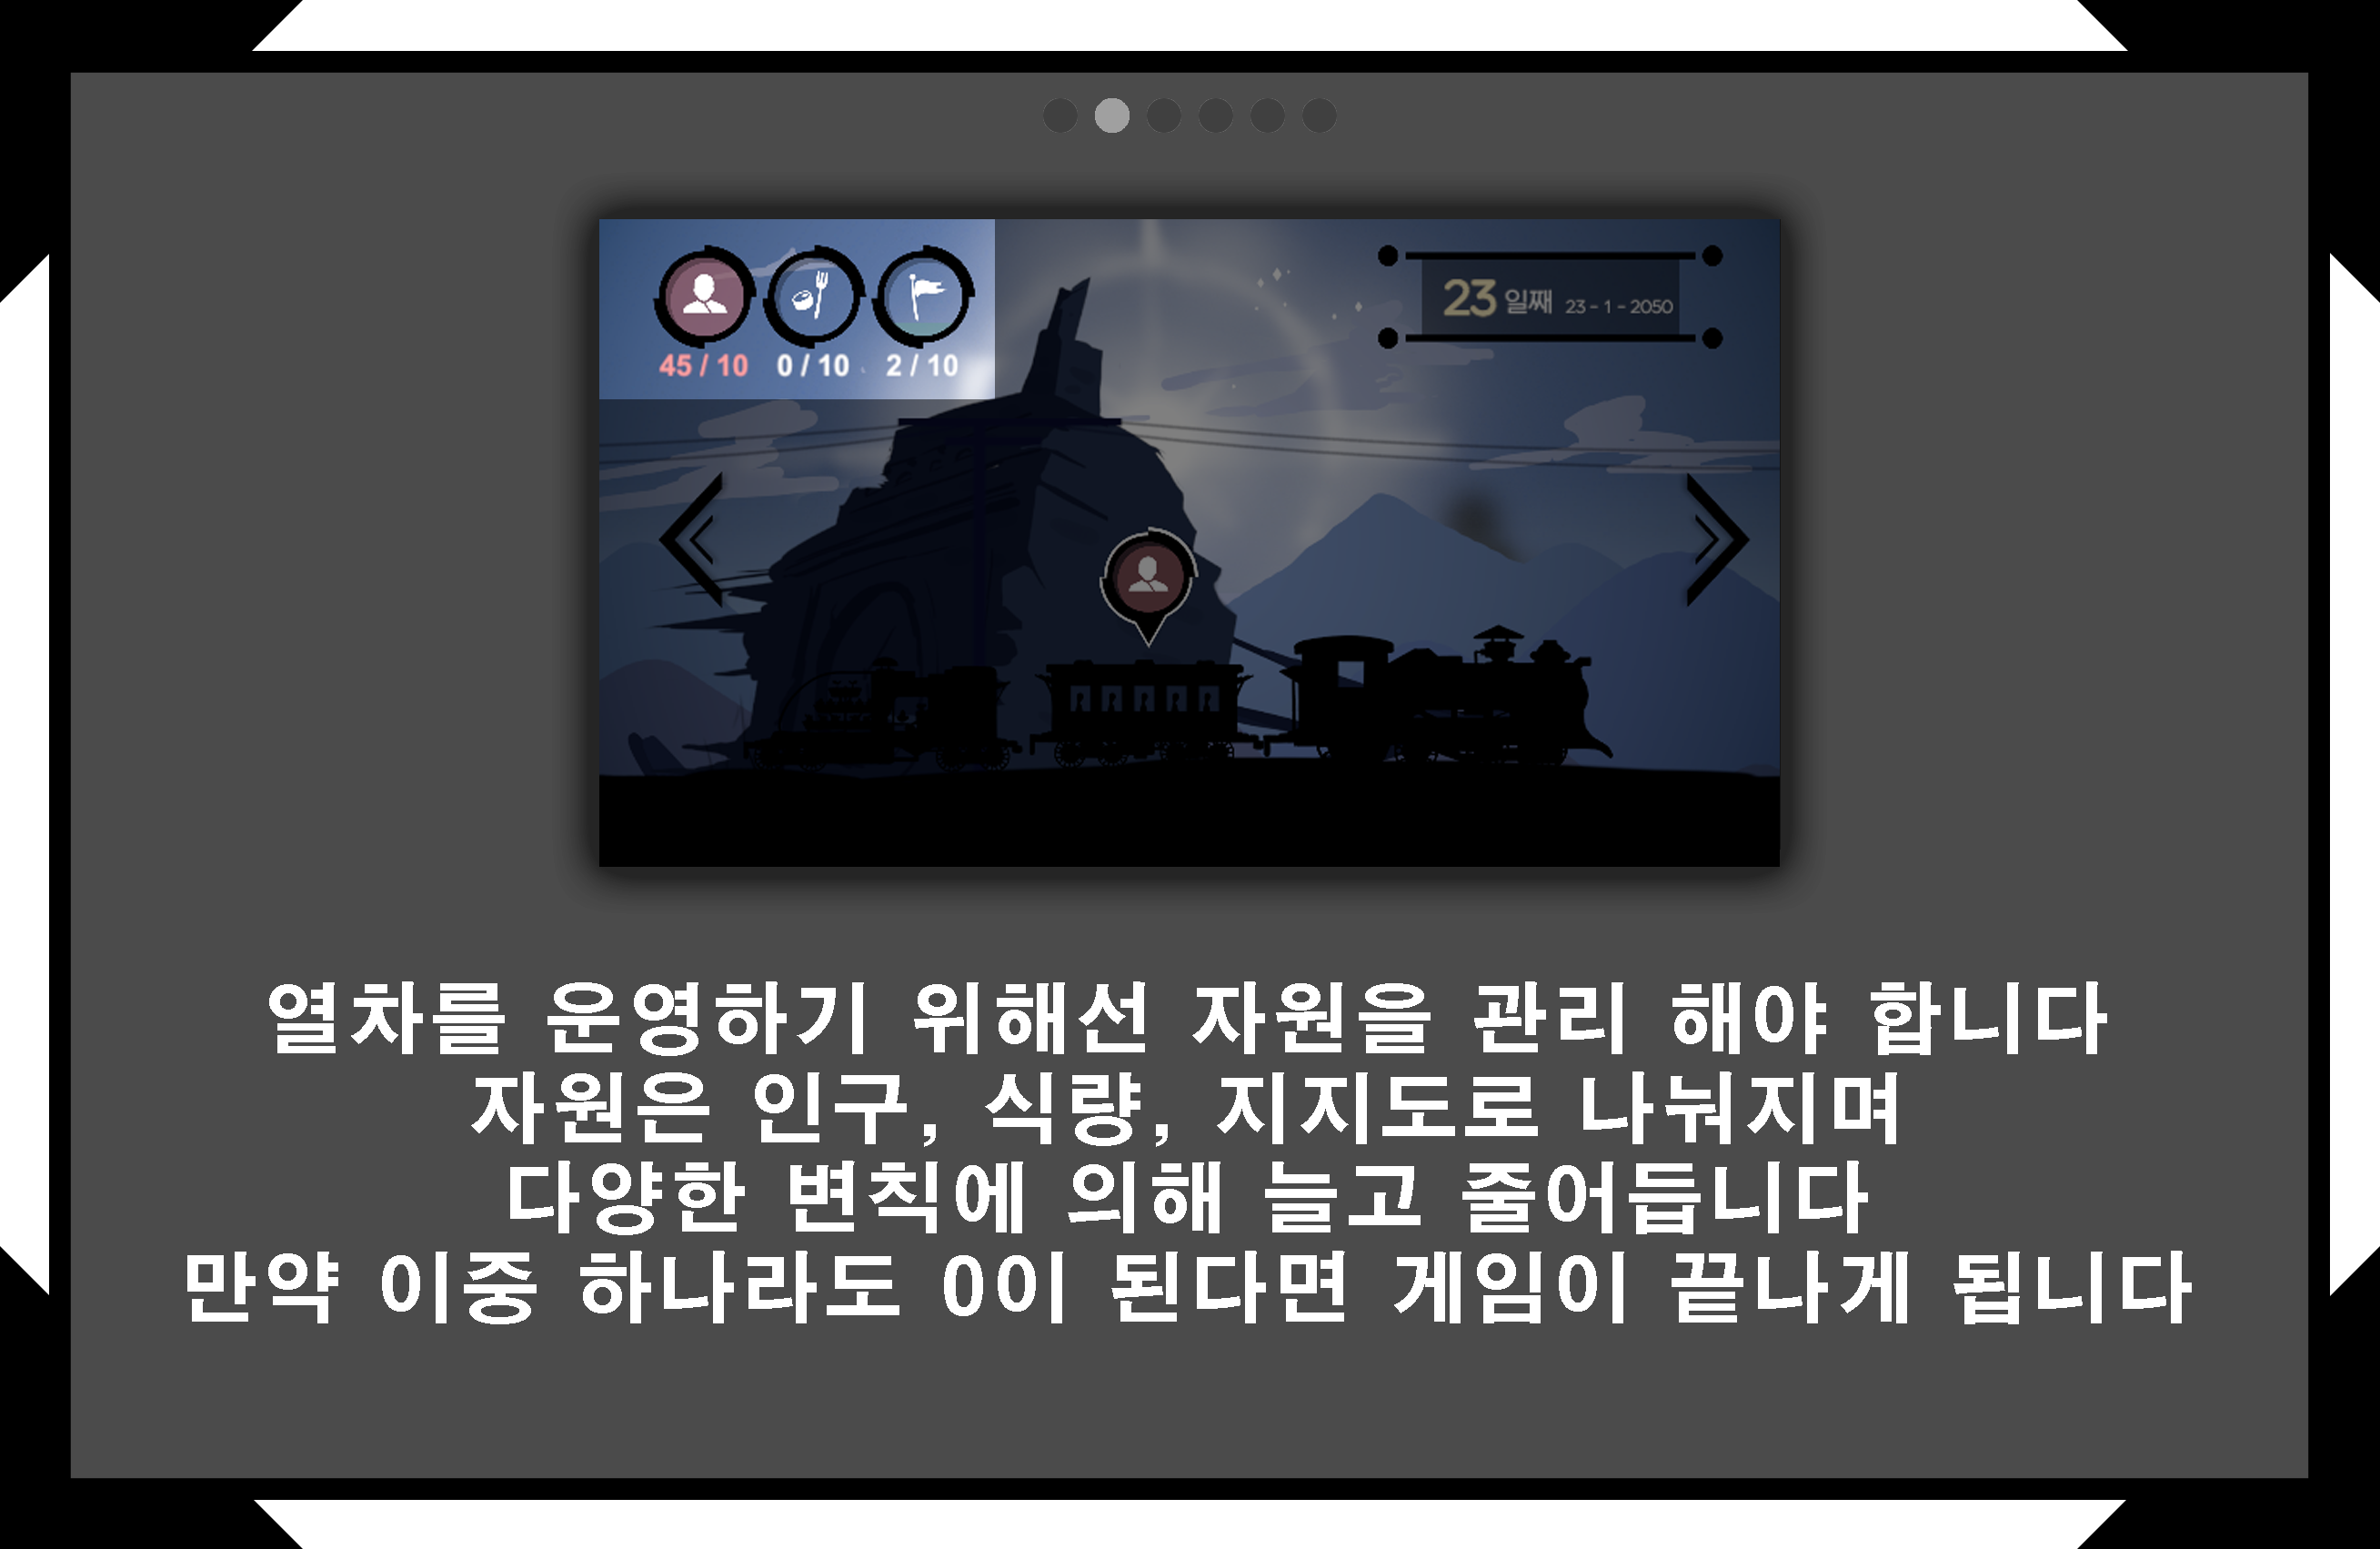 45 / 10 0 / 10 2 / 10
23 일째 23 - 1 - 2050
열차를 운영하기 위해선 자원을 관리 해야 합니다
자원은 인구, 식량, 지지도로 나눠지며
다양한 변칙에 의해 늘고 줄어듭니다
만약 이중 하나라도 0이 된다면 게임이 끝나게 됩니다